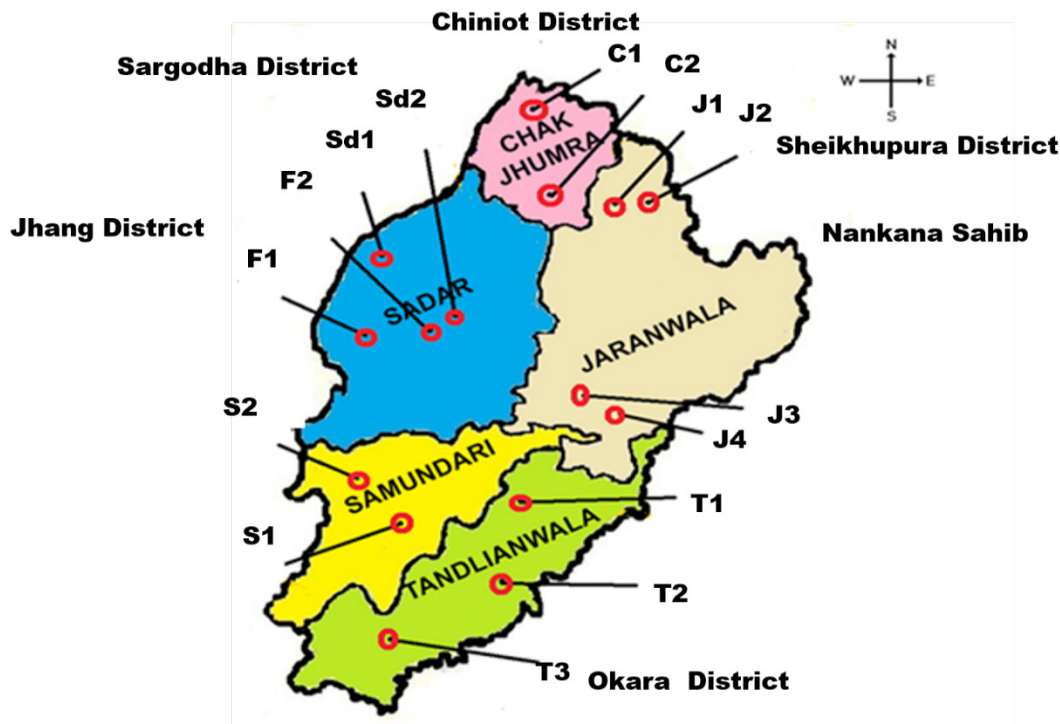 Chiniot District
Sargodha District
C1
C2
N
W E
S
Sd2
J1
J2
Sd1
CHAK
JHUMRA
Sheikhupura District
F2
Jhang District
Nankana Sahib
F1
SADAR
JARANWALA
S2
J3
J4
SAMUNDARI
T1
S1
TANDLIANWALA
T2
T3
Okara District